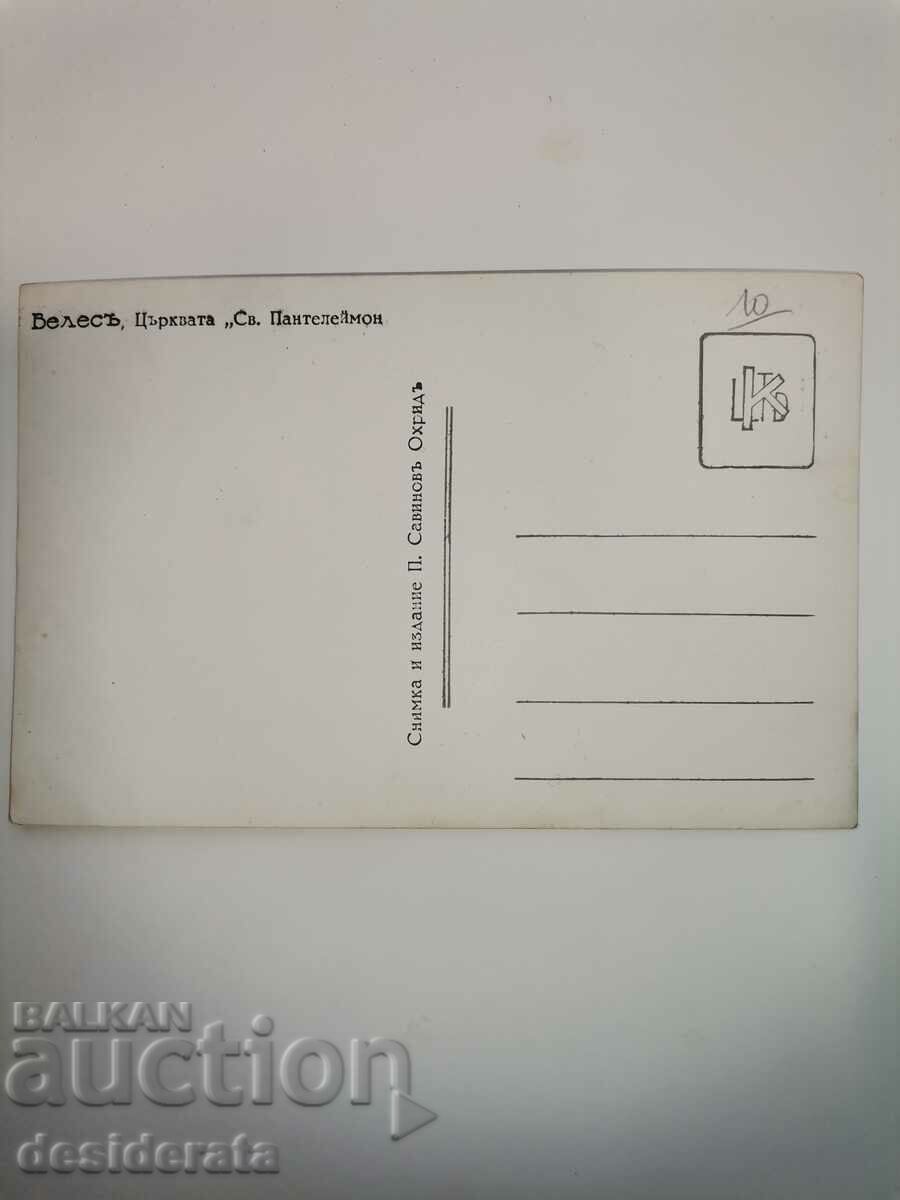 Велесъ, Църквата „Св. Пантелеймон
10
Снимка и издание П. Савиновъ Охридъ
BALKAN
auction
desiderata